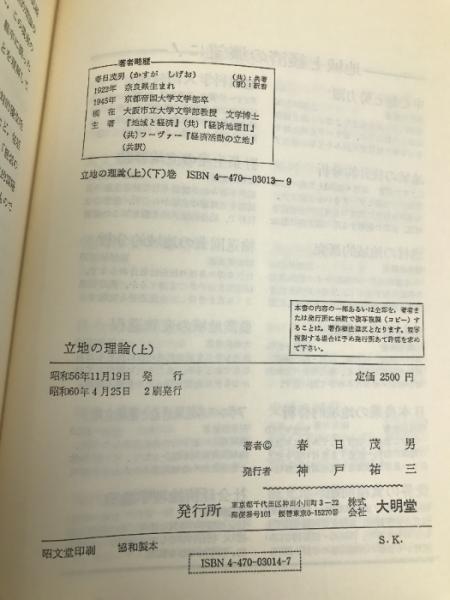 著者略歴
春日茂男（かすが しげお）
（共）：共著
（訳）：訳書
1922年 奈良県生まれ
1945年 京都帝国大学文学部卒
現 在 大阪市立大学文学部教授 文学博士
主 著 『地域と経済』（共）『経済地理Ⅱ』
（共）フーヴァー『経済活動の立地』
（共訳）
立地の理論（上）（下）巻 ISBN 4—470—03013—9
本書の内容の一部あるいは全部を，著者ま
たは発行所に無断で複写複製（コピー）す
ることは，著作権法違反となります。複写
複製する場合は予め発行所あて許諾を求め
て下さい。
立地の理論（上）
昭和56年11月19日 発 行
昭和60年4月25日 2刷発行
定価 2500円
著者© 春日茂男
発行者 神戸祐三
発行所 東京都千代田区神田小川町3—22
郵便番号101 振替東京0-15270番
株式会社 大明堂
昭文堂印刷 協和製本
S.K.
ISBN 4-470-03014-7